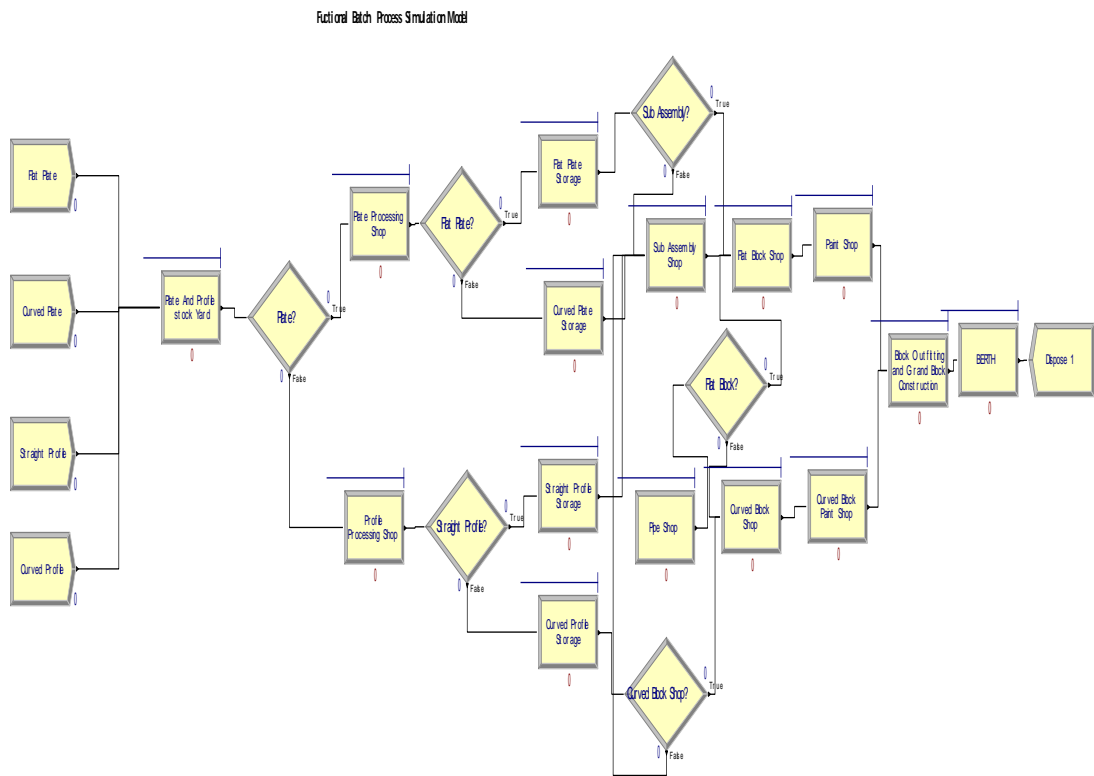 Fuctional Batch Process Simulation Model
Flat Plate
0
Curved Plate
0
Straight Profile
0
Curved Profile
0
Plate And Profile
stock Yard
0
Plate?
0
True
0
False
Plate Processing
Shop
0
Flat Plate?
0
True
0
False
Profile
Processing Shop
0
Straight Profile?
0
True
0
False
Flat Plate
Storage
0
Curved Plate
Storage
0
Straight Profile
Storage
0
Curved Profile
Storage
0
Sub Assembly?
0
True
0
False
Sub Assembly
Shop
0
Flat Block Shop
0
Paint Shop
0
Flat Block?
0
True
0
False
Pipe Shop
0
Curved Block
Shop
0
Curved Block
Paint Shop
0
Curved Block Shop?
0
True
0
False
Block Outfitting
and Grand Block
Construction
0
BERTH
0
Dispose 1